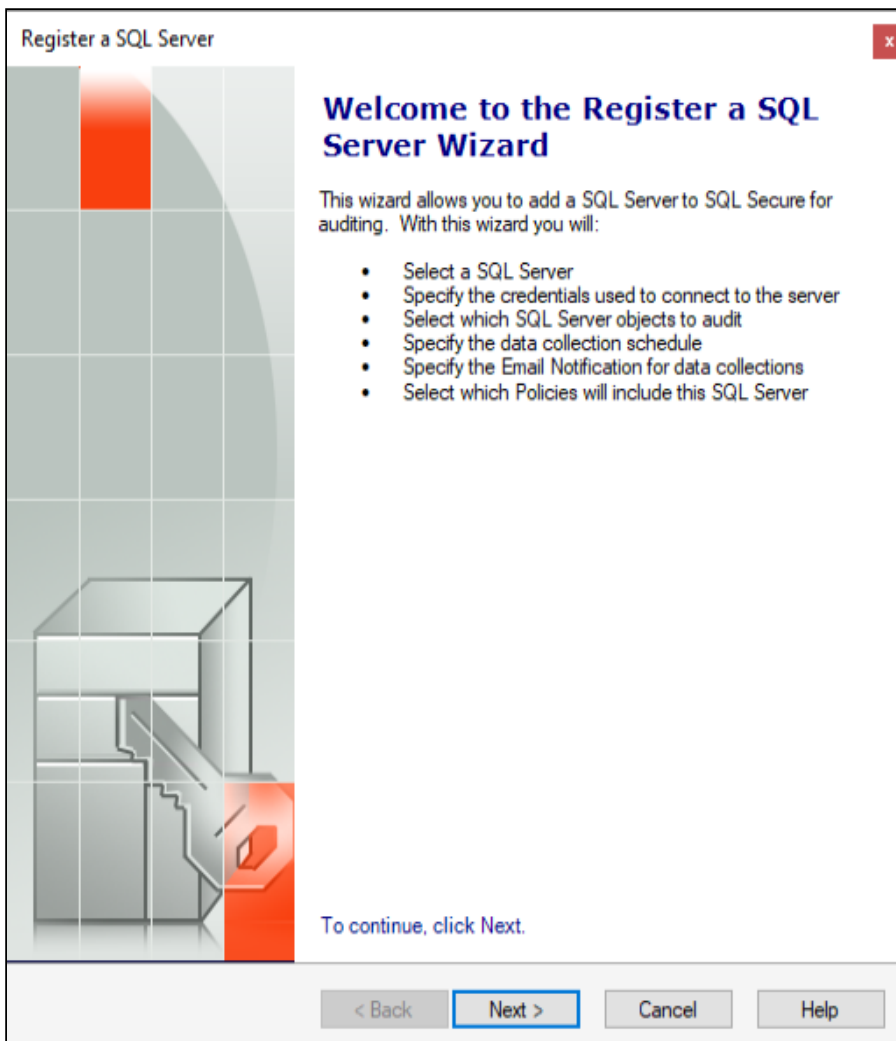 Register a SQL Server
x
Welcome to the Register a SQL
Server Wizard
This wizard allows you to add a SQL Server to SQL Secure for
auditing. With this wizard you will:
• Select a SQL Server
• Specify the credentials used to connect to the server
• Select which SQL Server objects to audit
• Specify the data collection schedule
• Specify the Email Notification for data collections
• Select which Policies will include this SQL Server
To continue, click Next.
< Back
Next >
Cancel
Help